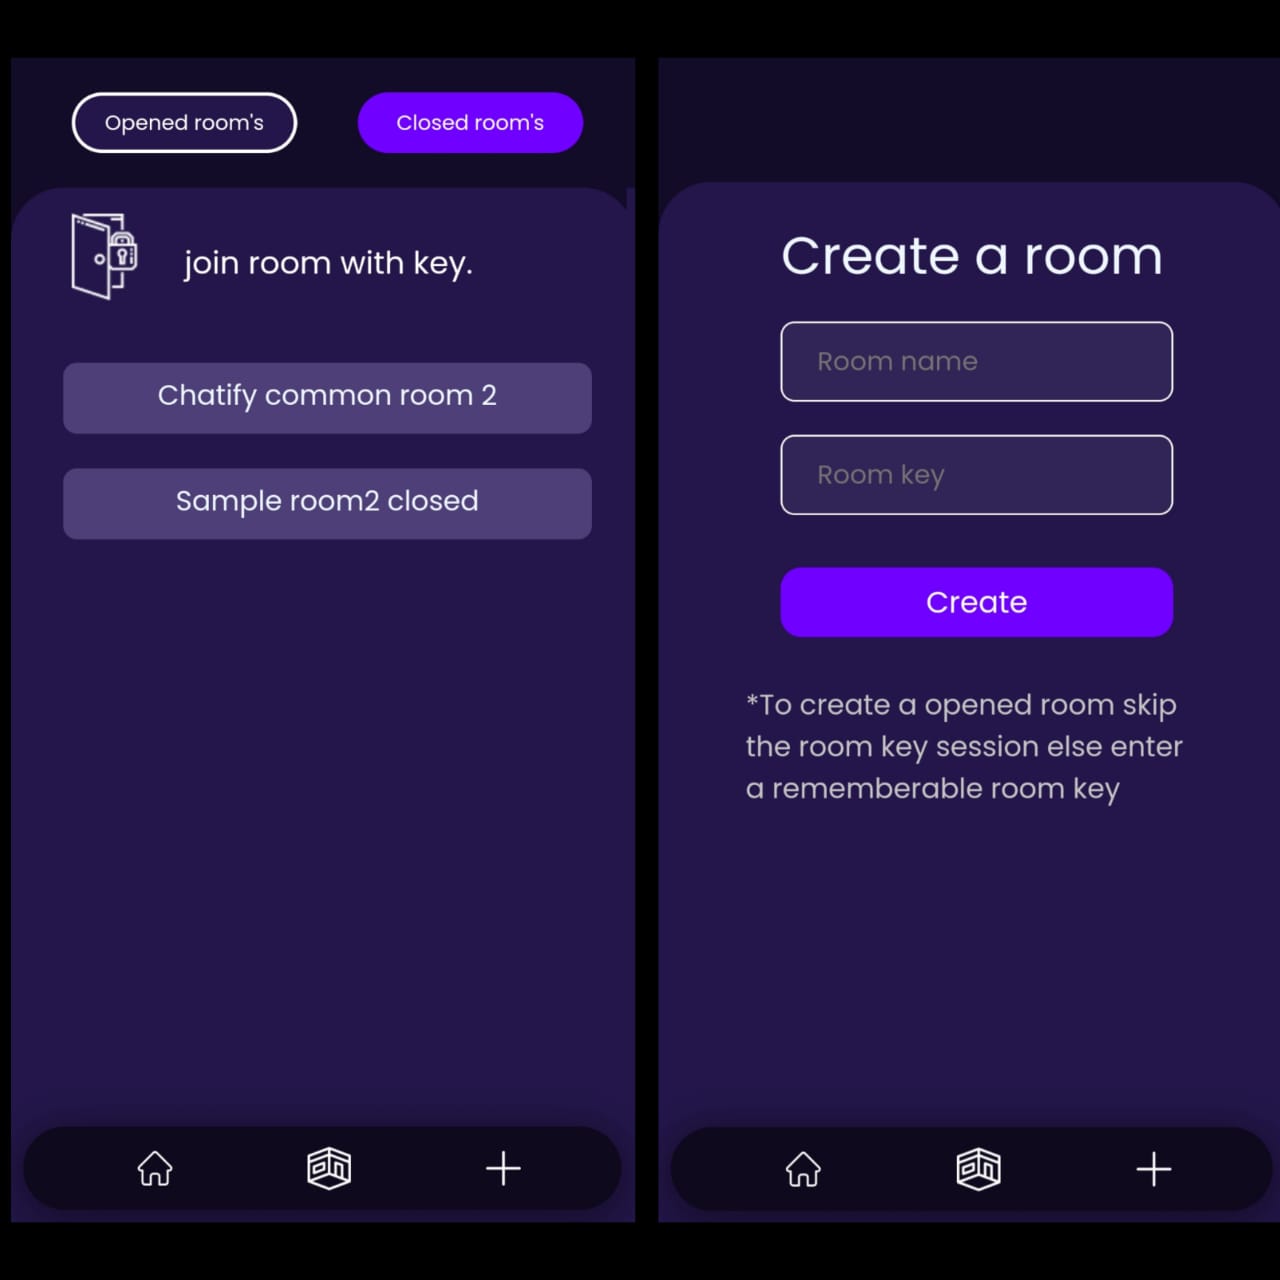 Opened room's
Closed room's
join room with key.
Chatify common room 2
Sample room2 closed
Create a room
Room name
Room key
Create
*To create a opened room skip
the room key session else enter
a rememberable room key